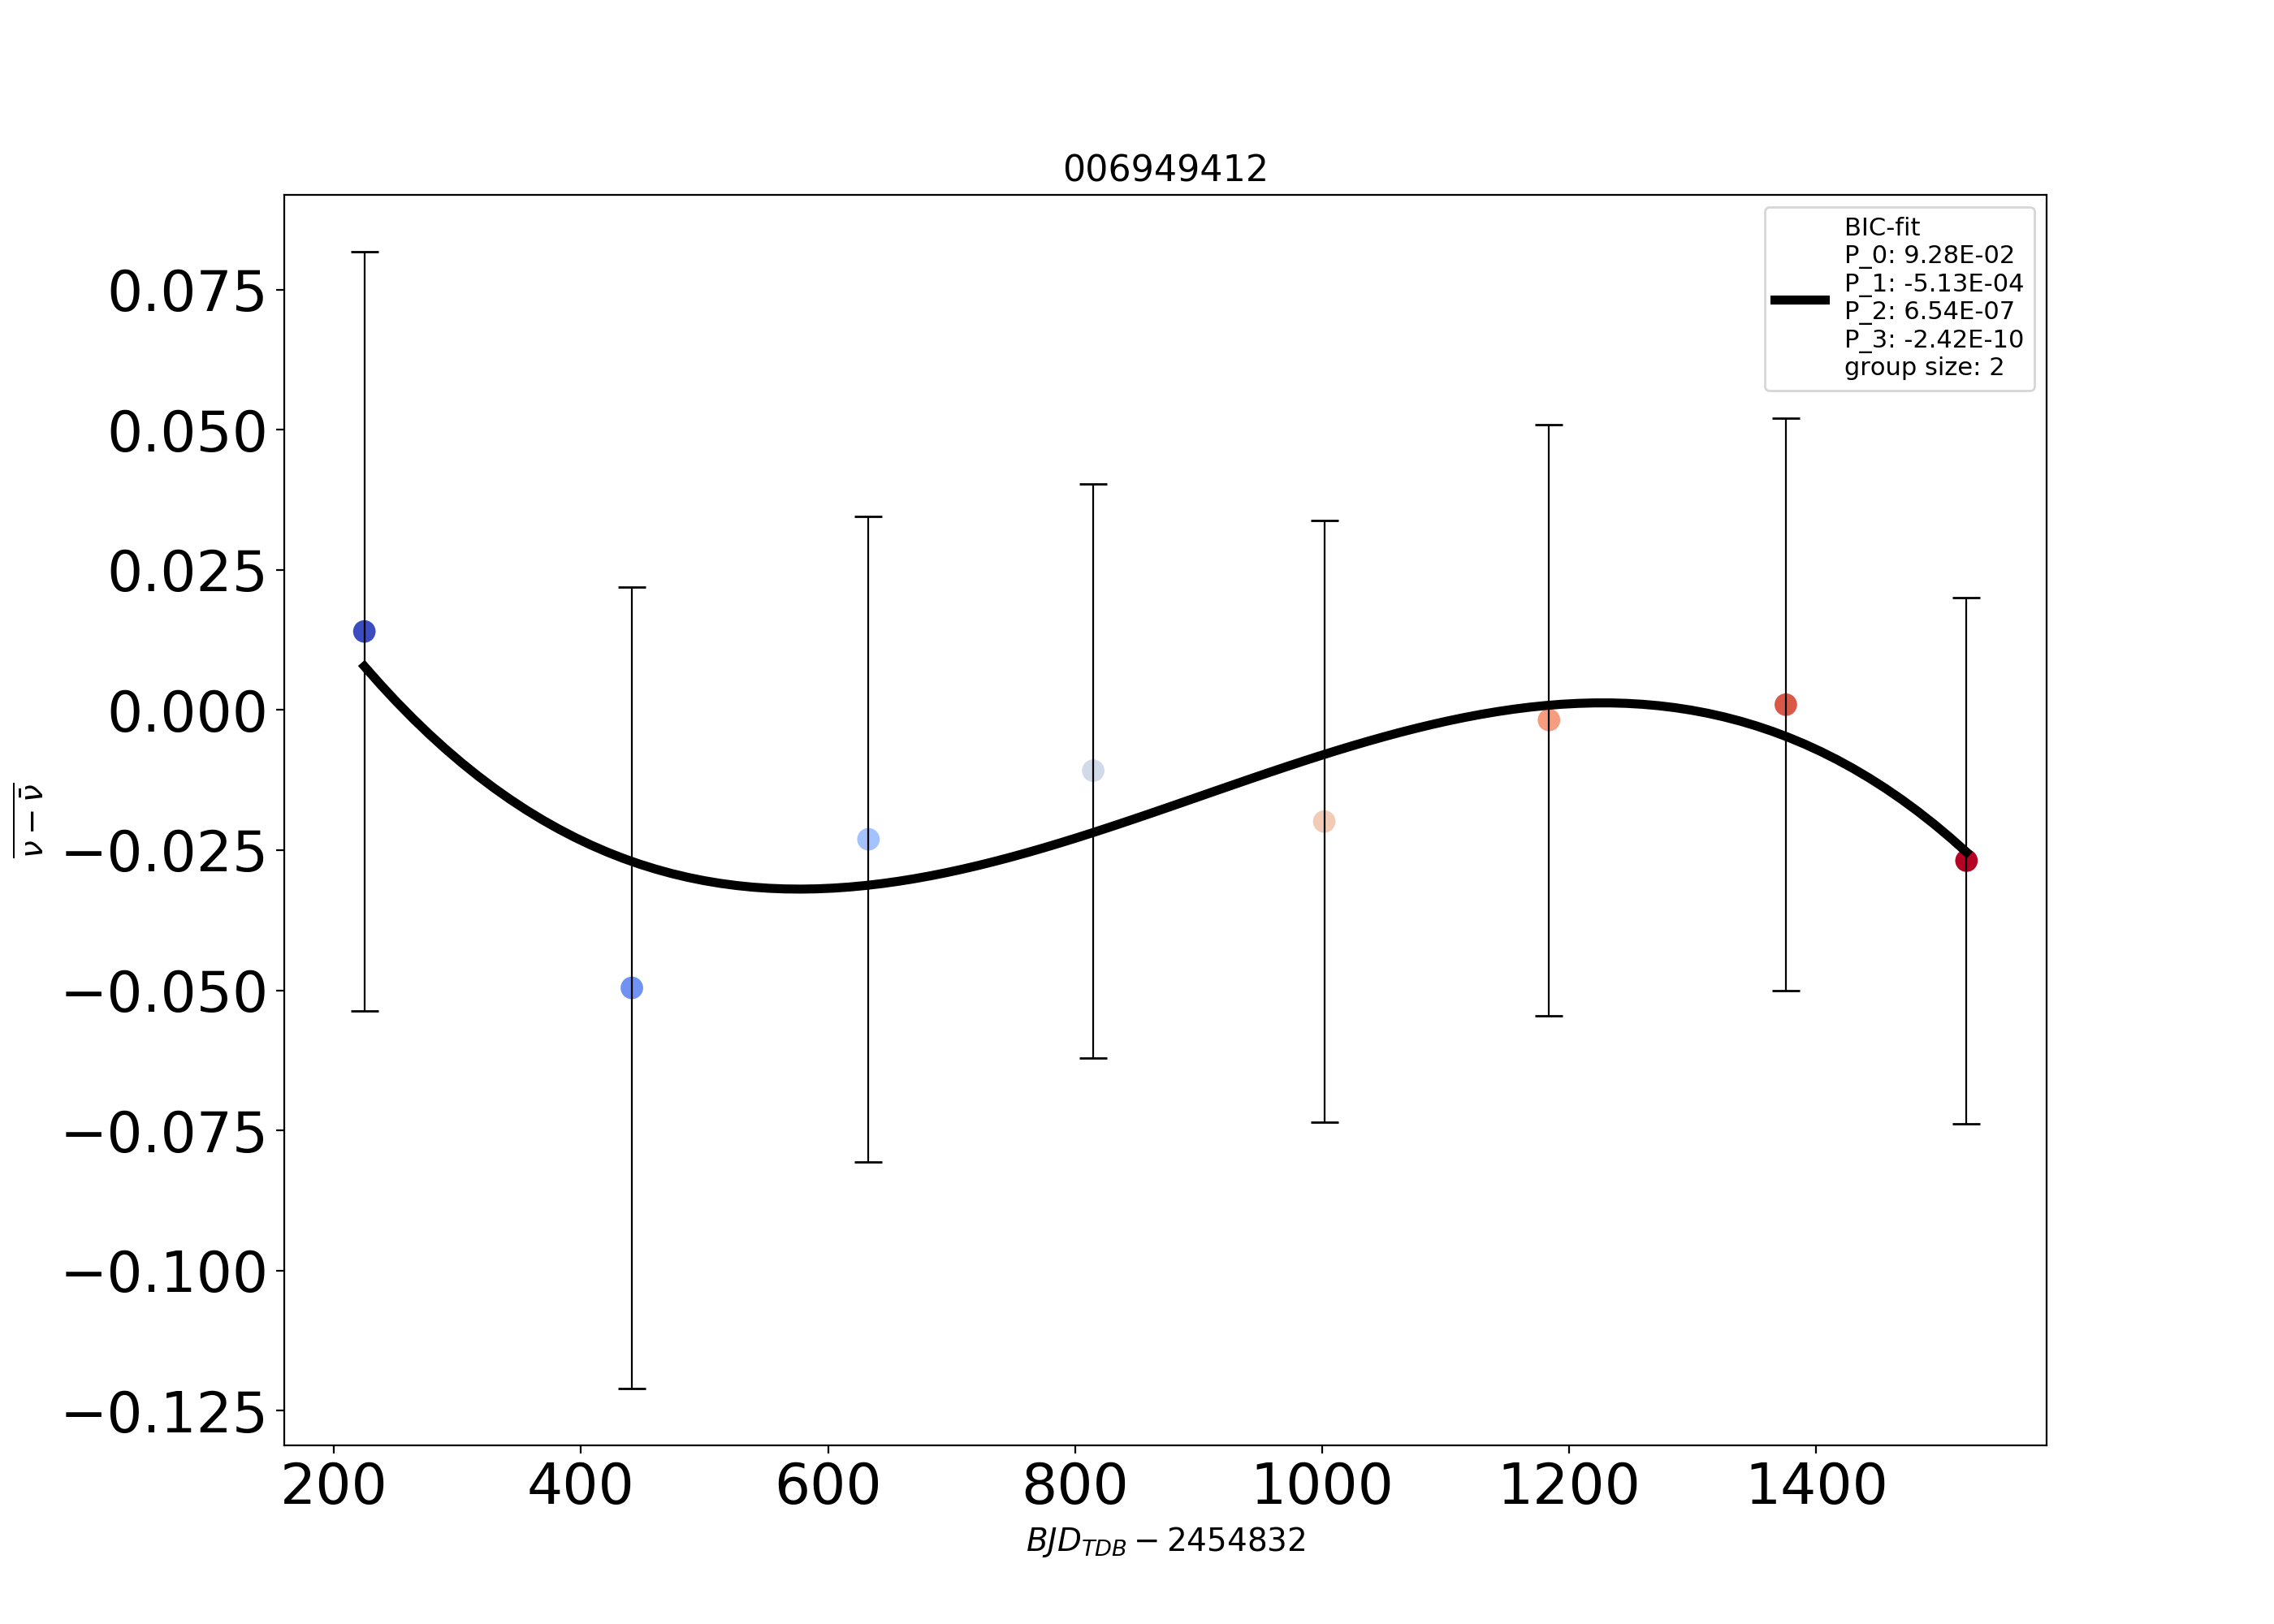 006949412
BIC-fit
P_0: 9.28E-02
P_1: -5.13E-04
P_2: 6.54E-07
P_3: -2.42E-10
group size: 2
0.075
0.050
0.025
0.000
−0.025
−0.050
−0.075
−0.100
−0.125
ν − ν̄
200 400 600 800 1000 1200 1400
BJD_TDB − 2454832